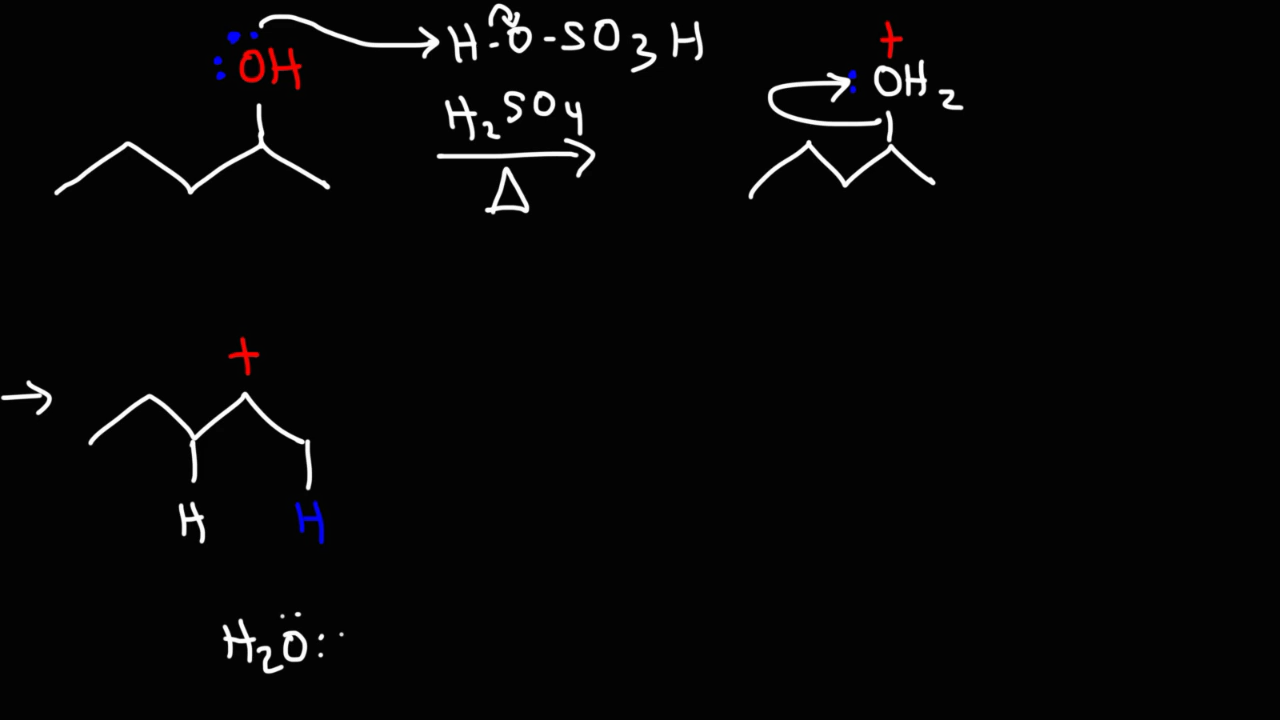 :OH
H-O-SO3H
H2SO4
Δ
+
:OH2
+
H H
H2O: